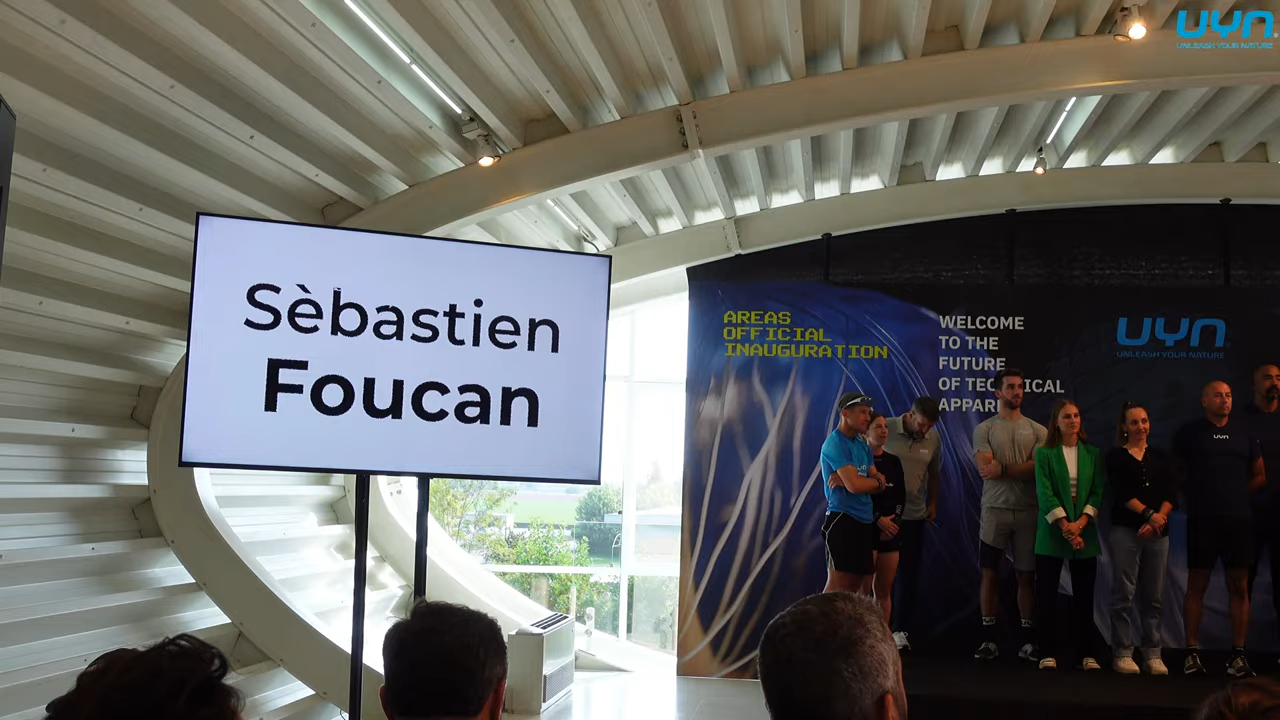 Sèbastien
Foucan
AREAS
OFFICIAL
INAUGURATION
WELCOME
TO THE
FUTURE
OF TECHNICAL
UYN
UNLEASH YOUR NATURE
UYN
UYN
UNLEASH YOUR NATURE